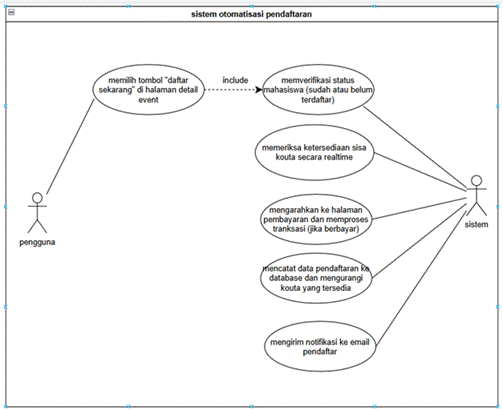 sistem otomatisasi pendaftaran
memilih tombol "daftar
sekarang" di halaman detail
event
include
memverifikasi status
mahasiswa (sudah atau belum
terdaftar)
memeriksa ketersediaan sisa
kouta secara realtime
mengarahkan ke halaman
pembayaran dan memproses
tranksasi (jika berbayar)
mencatat data pendaftaran ke
database dan mengurangi
kouta yang tersedia
mengirim notifikasi ke email
pendaftar
pengguna
sistem